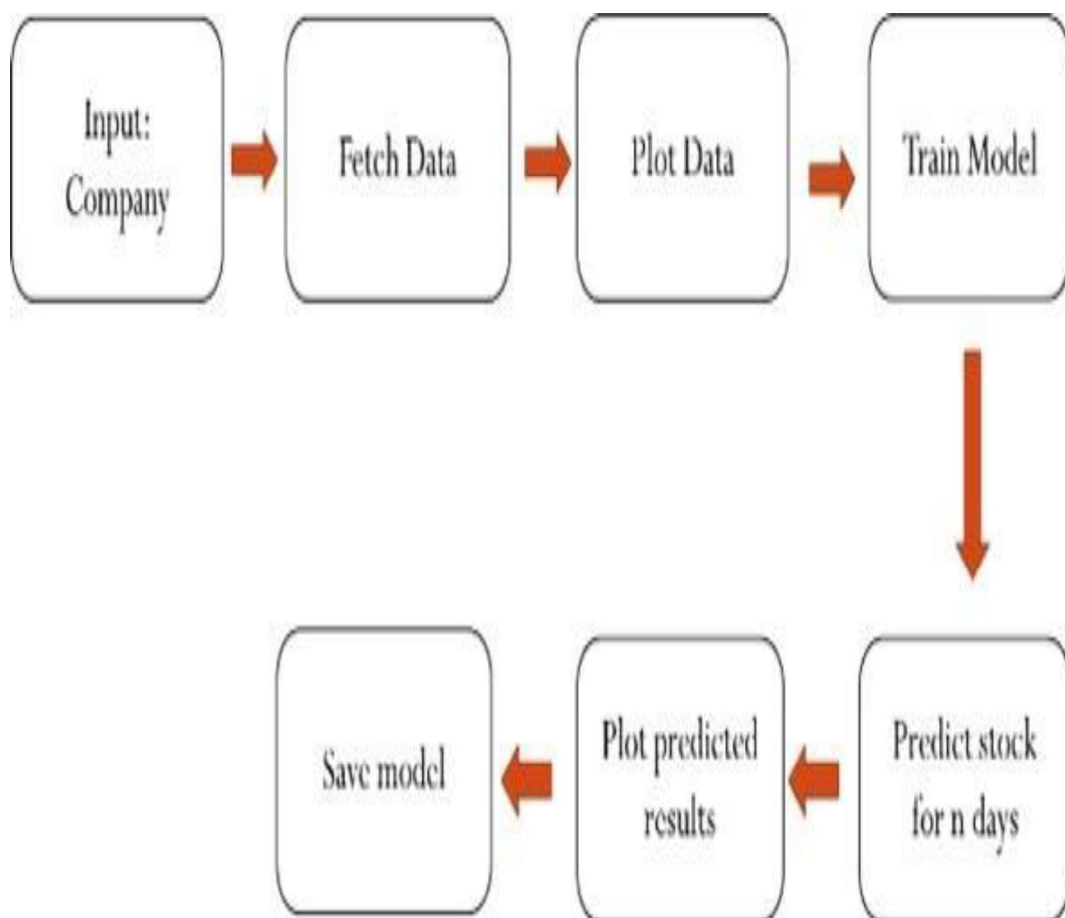 Input:
Company
Fetch Data
Plot Data
Train Model
Predict stock
for n days
Plot predicted
results
Save model